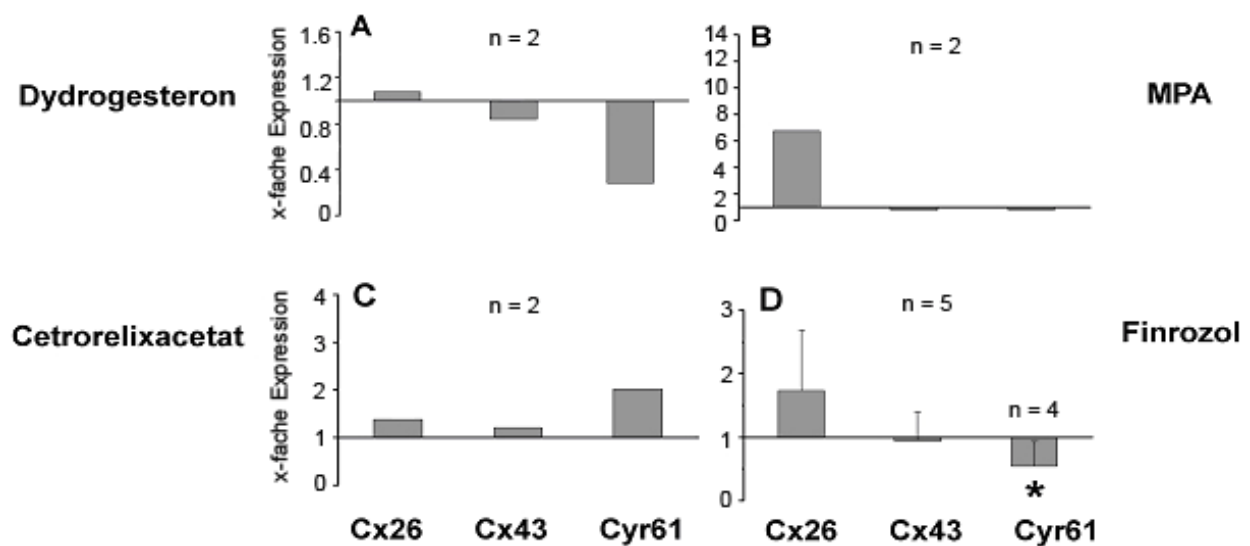 A
n = 2
Dydrogesteron
x-fache Expression
1.6
1.2
0.8
0.4
0
B
n = 2
MPA
14
12
10
8
6
4
2
0
C
n = 2
Cetrorelixacetat
x-fache Expression
4
3
2
1
0
D
n = 5
Finrozol
3
2
1
0
n = 4
*
Cx26 Cx43 Cyr61
Cx26 Cx43 Cyr61